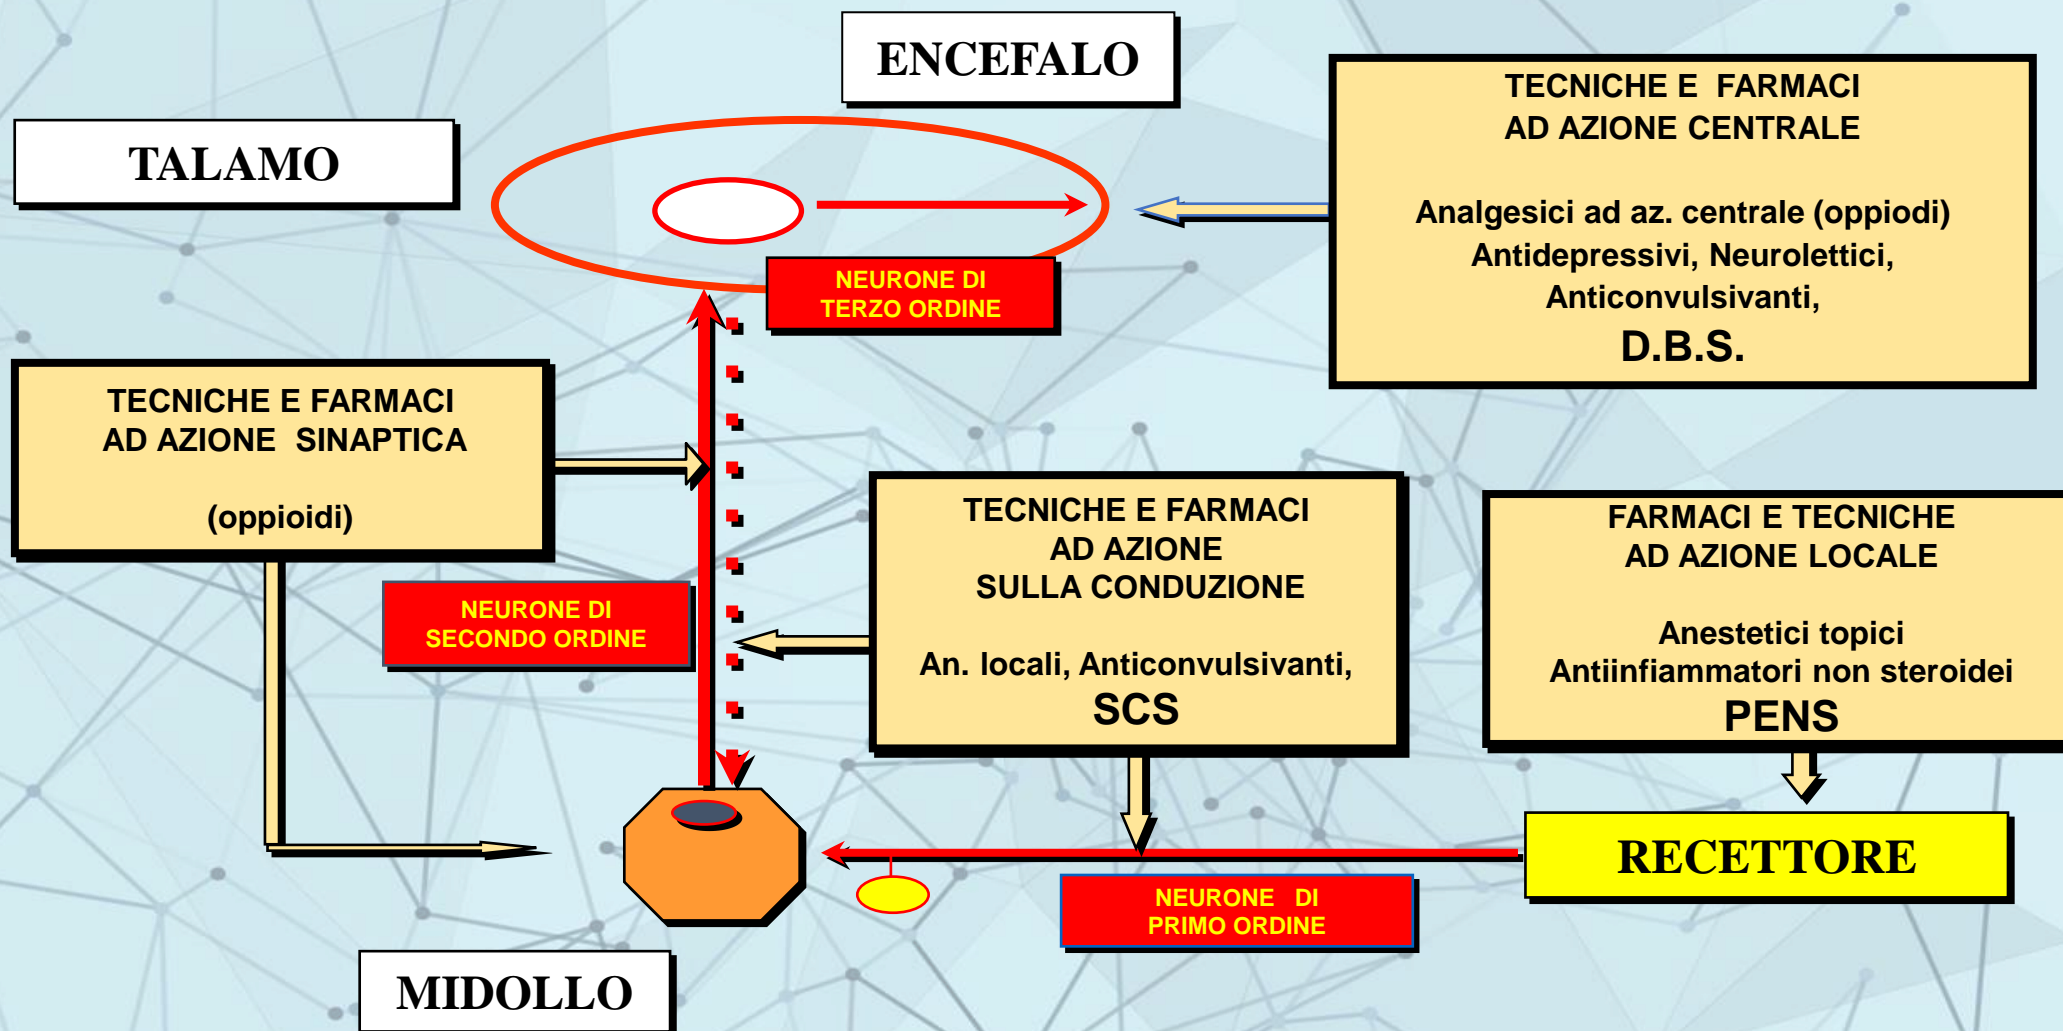 ENCEFALO
TALAMO
TECNICHE E FARMACI
AD AZIONE CENTRALE
Analgesici ad az. centrale (oppiodi)
Antidepressivi, Neurolettici,
Anticonvulsivanti,
D.B.S.
NEURONE DI
TERZO ORDINE
TECNICHE E FARMACI
AD AZIONE SINAPTICA
(oppioidi)
TECNICHE E FARMACI
AD AZIONE
SULLA CONDUZIONE
An. locali, Anticonvulsivanti,
SCS
FARMACI E TECNICHE
AD AZIONE LOCALE
Anestetici topici
Antiinfiammatori non steroidei
PENS
NEURONE DI
SECONDO ORDINE
RECETTORE
NEURONE DI
PRIMO ORDINE
MIDOLLO